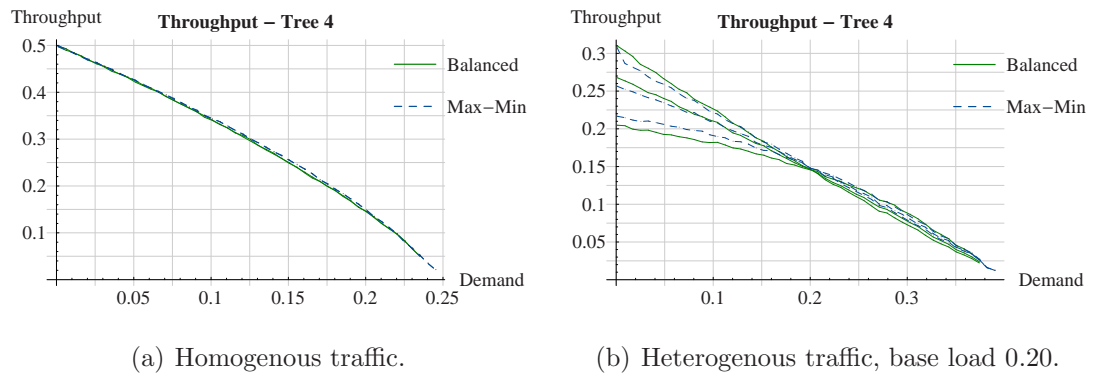 Throughput
Throughput – Tree 4
0.5
0.4
0.3
0.2
0.1
0.05
0.1
0.15
0.2
0.25
Demand
Balanced
Max–Min
(a) Homogenous traffic.
Throughput
Throughput – Tree 4
0.3
0.25
0.2
0.15
0.1
0.05
0.1
0.2
0.3
Demand
Balanced
Max–Min
(b) Heterogenous traffic, base load 0.20.